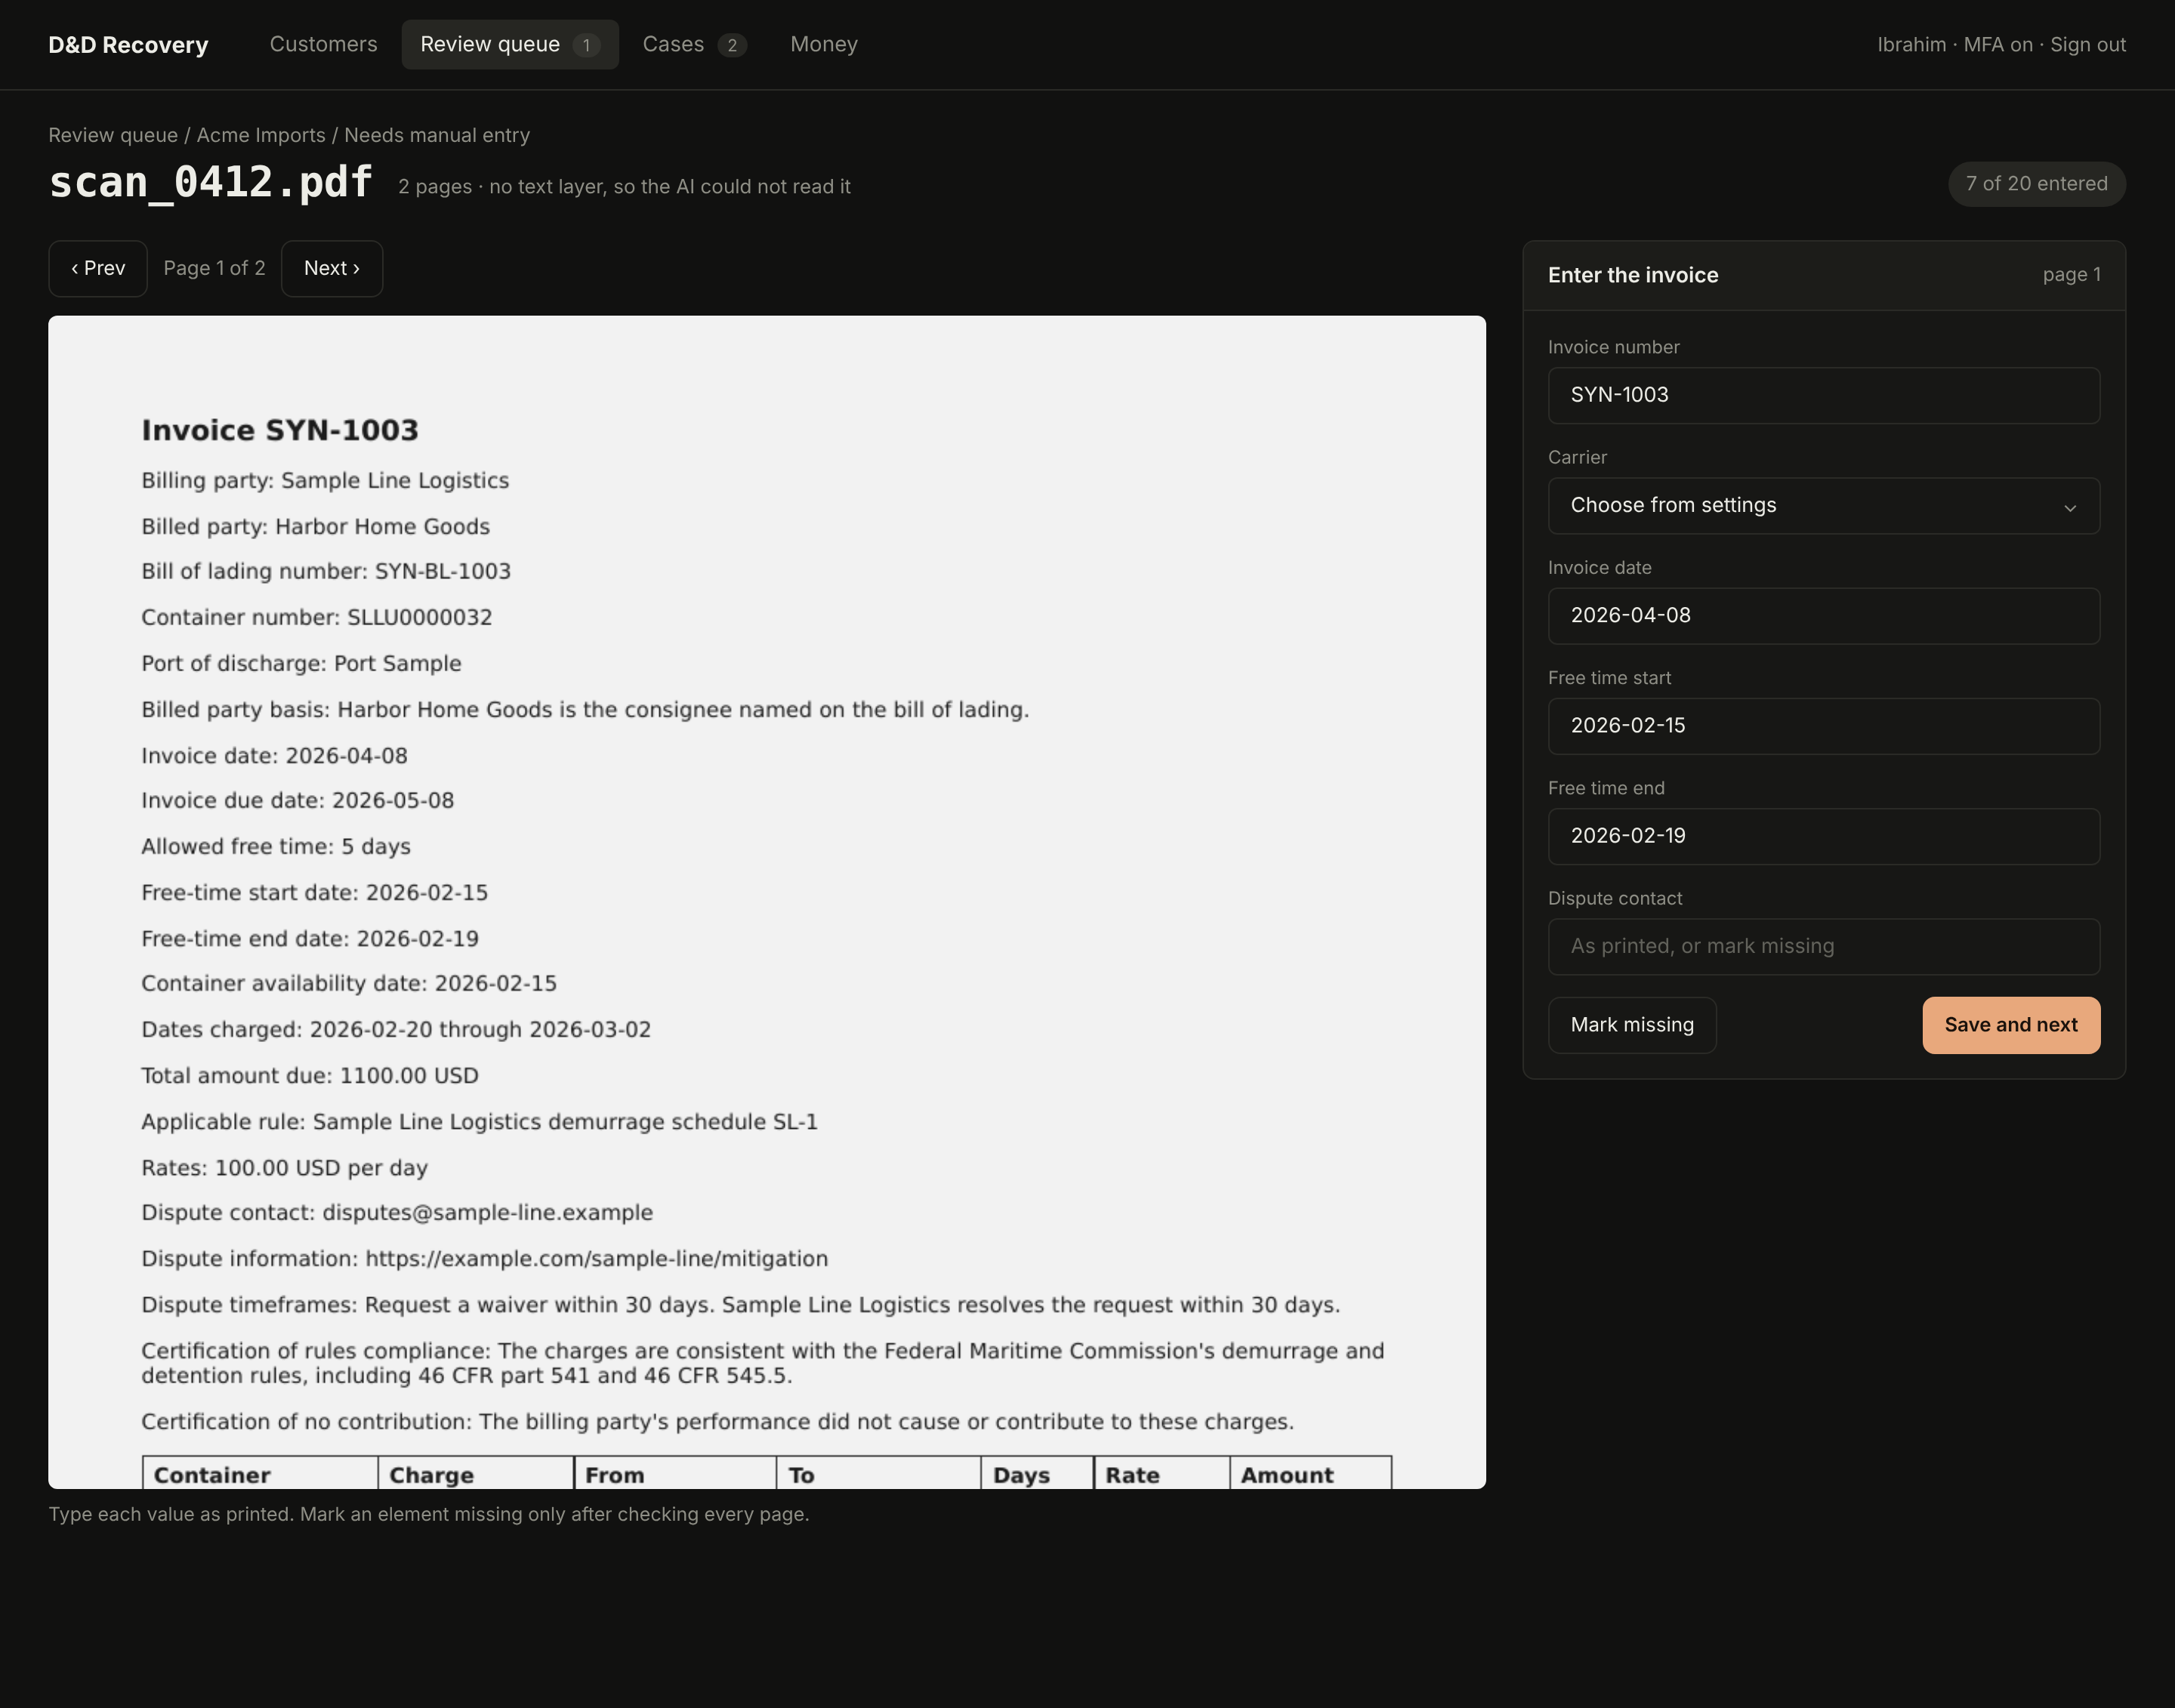 D&D Recovery
Customers
Review queue 1
Cases 2
Money
Ibrahim · MFA on · Sign out
Review queue / Acme Imports / Needs manual entry
scan_0412.pdf
2 pages · no text layer, so the AI could not read it
7 of 20 entered
‹ Prev
Page 1 of 2
Next ›
Invoice SYN-1003
Billing party: Sample Line Logistics
Billed party: Harbor Home Goods
Bill of lading number: SYN-BL-1003
Container number: SLLU0000032
Port of discharge: Port Sample
Billed party basis: Harbor Home Goods is the consignee named on the bill of lading.
Invoice date: 2026-04-08
Invoice due date: 2026-05-08
Allowed free time: 5 days
Free-time start date: 2026-02-15
Free-time end date: 2026-02-19
Container availability date: 2026-02-15
Dates charged: 2026-02-20 through 2026-03-02
Total amount due: 1100.00 USD
Applicable rule: Sample Line Logistics demurrage schedule SL-1
Rates: 100.00 USD per day
Dispute contact: disputes@sample-line.example
Dispute information: https://example.com/sample-line/mitigation
Dispute timeframes: Request a waiver within 30 days. Sample Line Logistics resolves the request within 30 days.
Certification of rules compliance: The charges are consistent with the Federal Maritime Commission's demurrage and
detention rules, including 46 CFR part 541 and 46 CFR 545.5.
Certification of no contribution: The billing party's performance did not cause or contribute to these charges.
Container Charge From To Days Rate Amount
Type each value as printed. Mark an element missing only after checking every page.
Enter the invoice
page 1
Invoice number
SYN-1003
Carrier
Choose from settings
Invoice date
2026-04-08
Free time start
2026-02-15
Free time end
2026-02-19
Dispute contact
As printed, or mark missing
Mark missing
Save and next